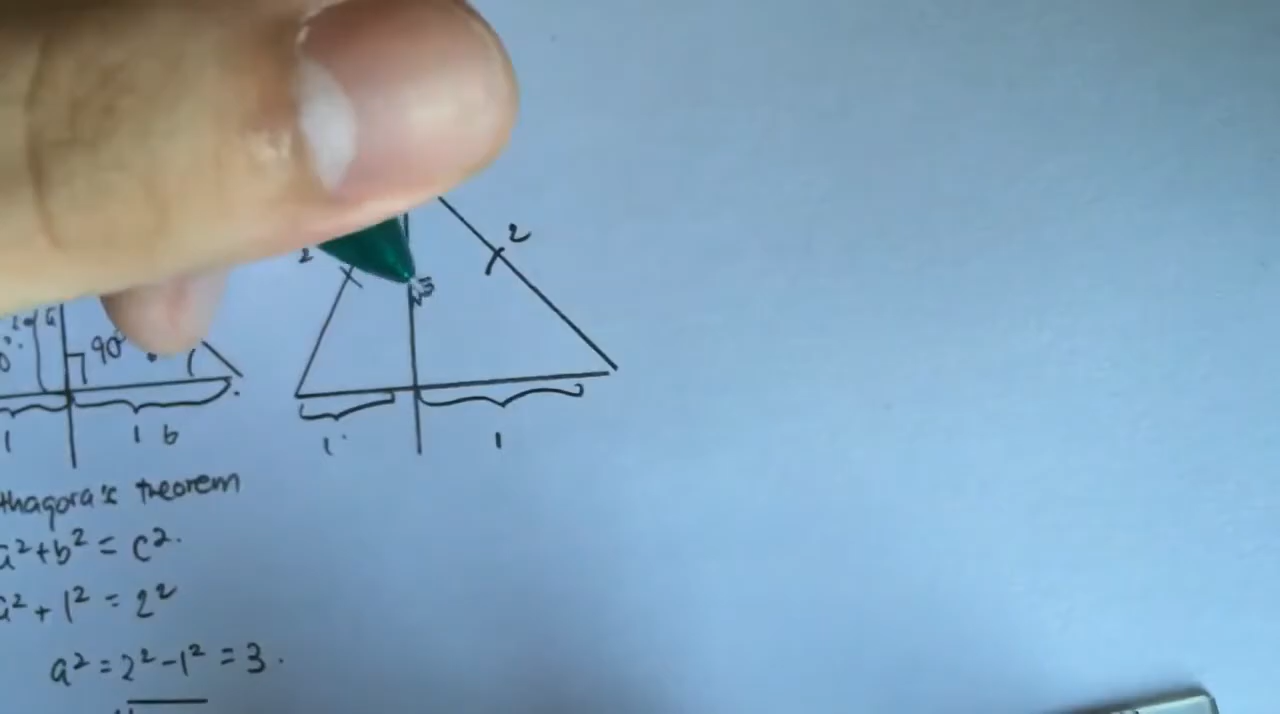 2
2
√3
90°
1
1 b
1
1
thagora's theorem
a²+b² = c².
a² + 1² = 2²
a² = 2² - 1² = 3.